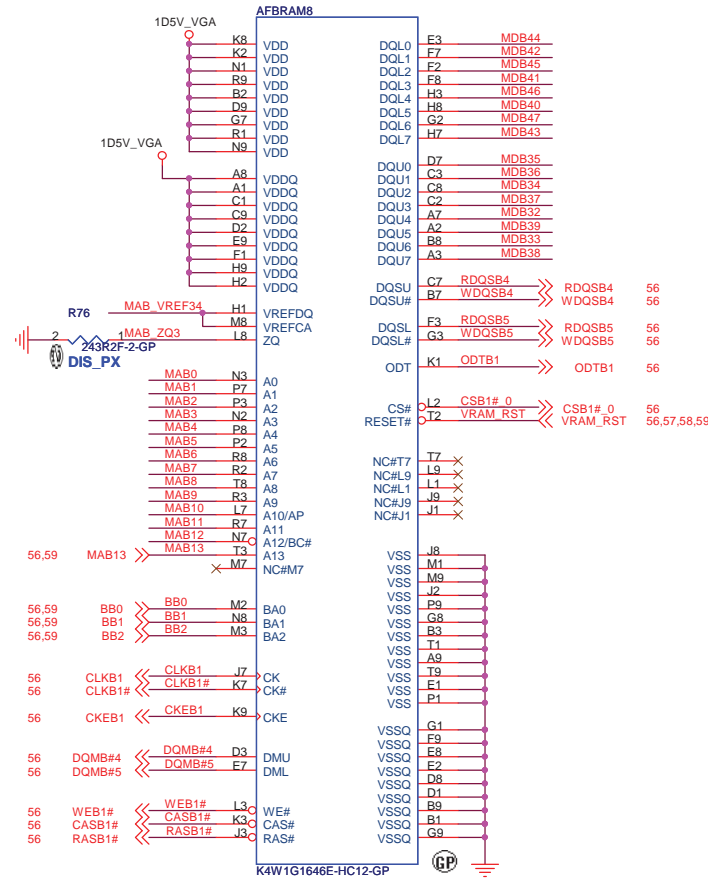 AFBRAM8
1D5V_VGA
K8 VDD
K2 VDD
N1 VDD
R9 VDD
B2 VDD
D9 VDD
G7 VDD
R1 VDD
N9 VDD
1D5V_VGA
A8 VDDQ
A1 VDDQ
C1 VDDQ
C9 VDDQ
D2 VDDQ
E9 VDDQ
F1 VDDQ
H9 VDDQ
H2 VDDQ
MAB_VREF34 H1 VREFDQ
M8 VREFCA
R76
2 1 MAB_ZQ3 L8 ZQ
243R2F-2-GP
DIS_PX
MAB0 N3 A0
MAB1 P7 A1
MAB2 P3 A2
MAB3 N2 A3
MAB4 P8 A4
MAB5 P2 A5
MAB6 R8 A6
MAB7 R2 A7
MAB8 T8 A8
MAB9 R3 A9
MAB10 L7 A10/AP
MAB11 R7 A11
MAB12 N7 A12/BC#
56,59 MAB13 MAB13 T3 A13
M7 NC#M7
56,59 BB0 BB0 M2 BA0
56,59 BB1 BB1 N8 BA1
56,59 BB2 BB2 M3 BA2
56 CLKB1 CLKB1 J7 CK
56 CLKB1# CLKB1# K7 CK#
56 CKEB1 CKEB1 K9 CKE
56 DQMB#4 DQMB#4 D3 DMU
56 DQMB#5 DQMB#5 E7 DML
56 WEB1# WEB1# L3 WE#
56 CASB1# CASB1# K3 CAS#
56 RASB1# RASB1# J3 RAS#
DQL0 E3 MDB44
DQL1 F7 MDB42
DQL2 F2 MDB45
DQL3 F8 MDB41
DQL4 H3 MDB46
DQL5 H8 MDB40
DQL6 G2 MDB47
DQL7 H7 MDB43
DQU0 D7 MDB35
DQU1 C3 MDB36
DQU2 C8 MDB34
DQU3 C2 MDB37
DQU4 A7 MDB32
DQU5 A2 MDB39
DQU6 B8 MDB33
DQU7 A3 MDB38
DQSU C7 RDQSB4 RDQSB4 56
DQSU# B7 WDQSB4 WDQSB4 56
DQSL F3 RDQSB5 RDQSB5 56
DQSL# G3 WDQSB5 WDQSB5 56
ODT K1 ODTB1 ODTB1 56
CS# L2 CSB1#_0 CSB1#_0 56
RESET# T2 VRAM_RST VRAM_RST 56,57,58,59
NC#T7 T7
NC#L9 L9
NC#L1 L1
NC#J9 J9
NC#J1 J1
VSS J8
VSS M1
VSS M9
VSS J2
VSS P9
VSS G8
VSS B3
VSS T1
VSS A9
VSS T9
VSS E1
VSS P1
VSSQ G1
VSSQ F9
VSSQ E8
VSSQ E2
VSSQ D8
VSSQ D1
VSSQ B9
VSSQ B1
VSSQ G9
K4W1G1646E-HC12-GP
GP